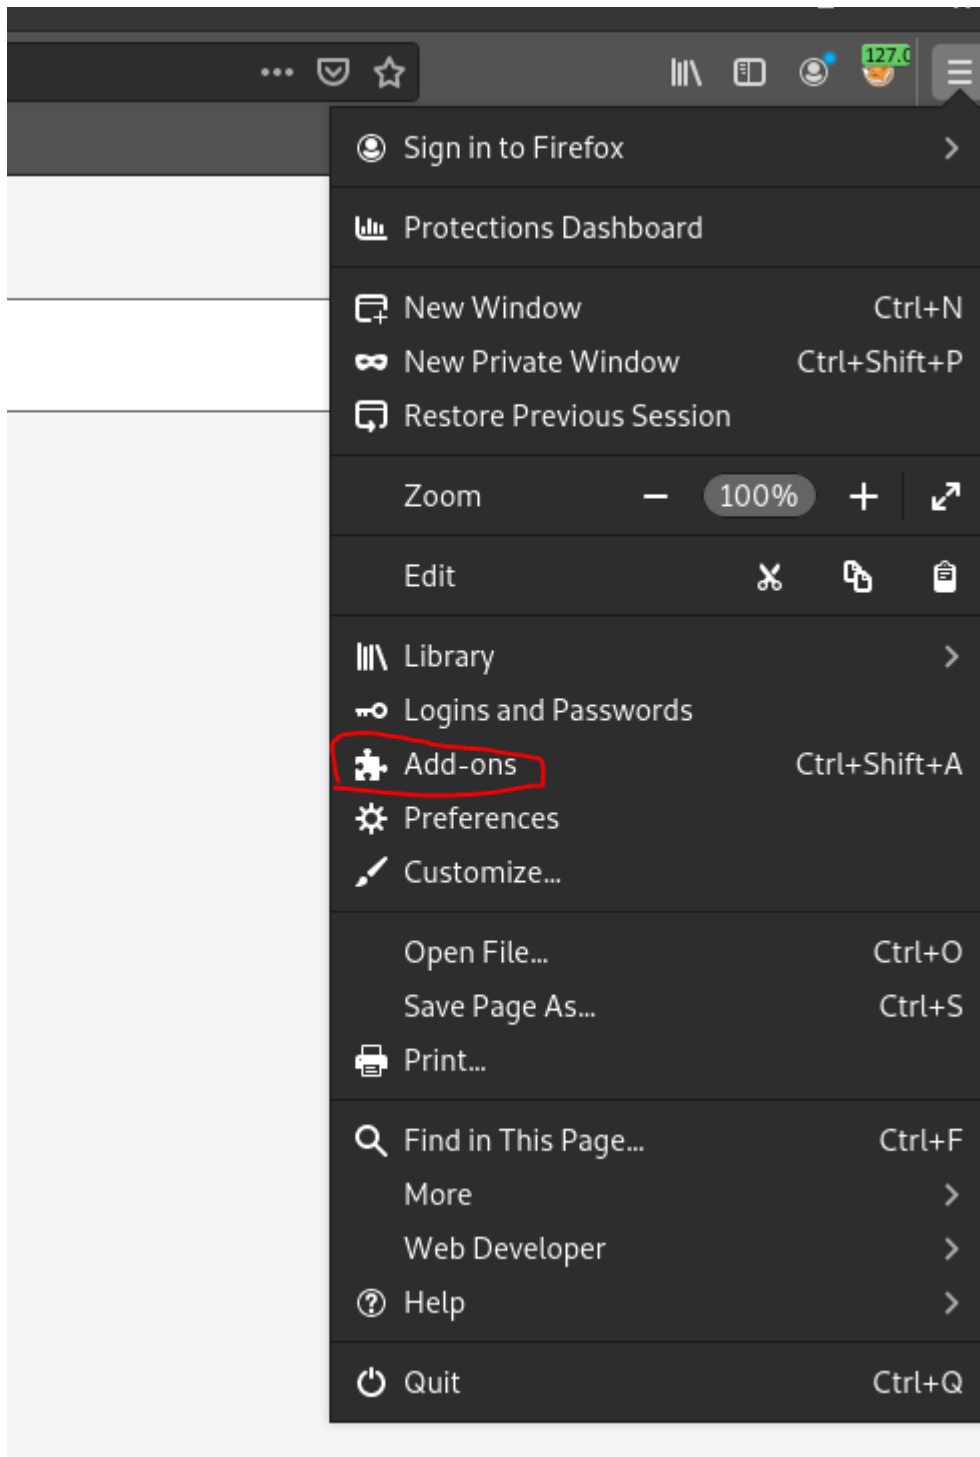 127.0
Sign in to Firefox
Protections Dashboard
New Window Ctrl+N
New Private Window Ctrl+Shift+P
Restore Previous Session
Zoom − 100% +
Edit
Library
Logins and Passwords
Add-ons Ctrl+Shift+A
Preferences
Customize...
Open File... Ctrl+O
Save Page As... Ctrl+S
Print...
Find in This Page... Ctrl+F
More
Web Developer
Help
Quit Ctrl+Q